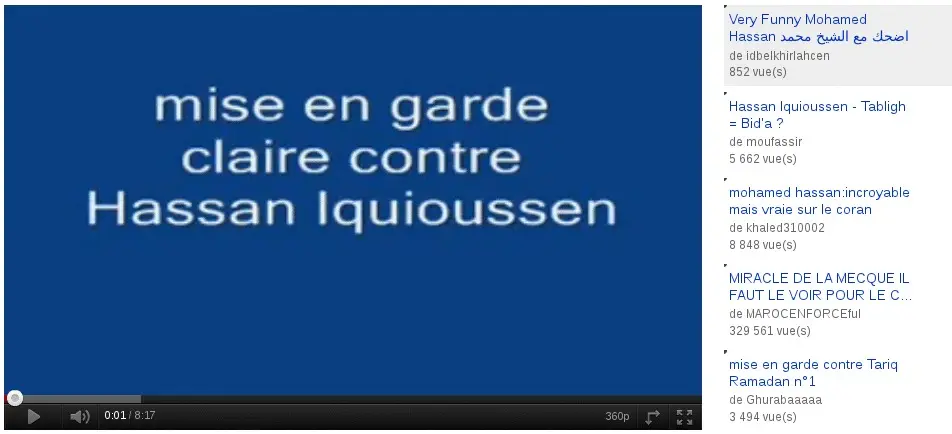 mise en garde
claire contre
Hassan Iquioussen
0:01 / 8:17
360p
Very Funny Mohamed
Hassan اضحك مع الشيخ محمد
de idbelkhirlahcen
852 vue(s)
Hassan Iquioussen - Tabligh
= Bid'a ?
de moufassir
5 662 vue(s)
mohamed hassan:incroyable
mais vraie sur le coran
de khaled310002
8 848 vue(s)
MIRACLE DE LA MECQUE IL
FAUT LE VOIR POUR LE C...
de MAROCENFORCEful
329 561 vue(s)
mise en garde contre Tariq
Ramadan n°1
de Ghurabaaaaa
3 494 vue(s)